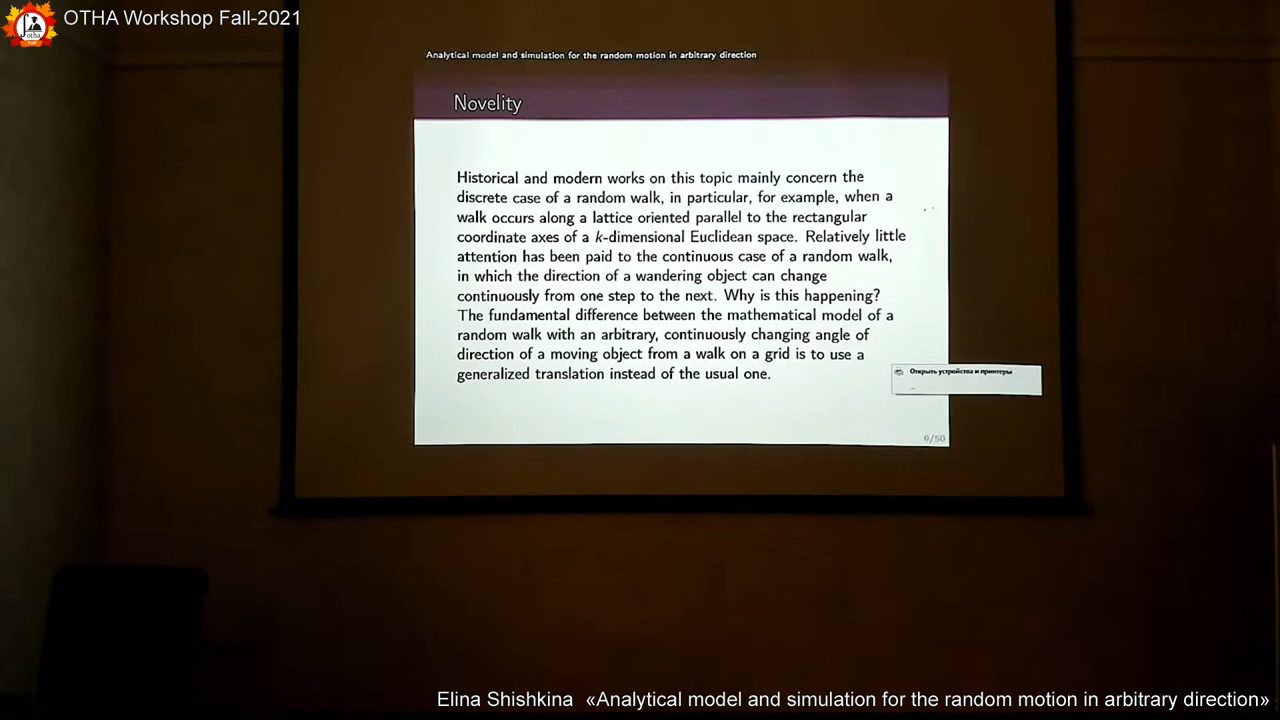 OTHA Workshop Fall-2021
Analytical model and simulation for the random motion in arbitrary direction
Novelity
Historical and modern works on this topic mainly concern the
discrete case of a random walk, in particular, for example, when a
walk occurs along a lattice oriented parallel to the rectangular
coordinate axes of a k-dimensional Euclidean space. Relatively little
attention has been paid to the continuous case of a random walk,
in which the direction of a wandering object can change
continuously from one step to the next. Why is this happening?
The fundamental difference between the mathematical model of a
random walk with an arbitrary, continuously changing angle of
direction of a moving object from a walk on a grid is to use a
generalized translation instead of the usual one.
Открыть устройства и принтеры
9/50
Elina Shishkina «Analytical model and simulation for the random motion in arbitrary direction»